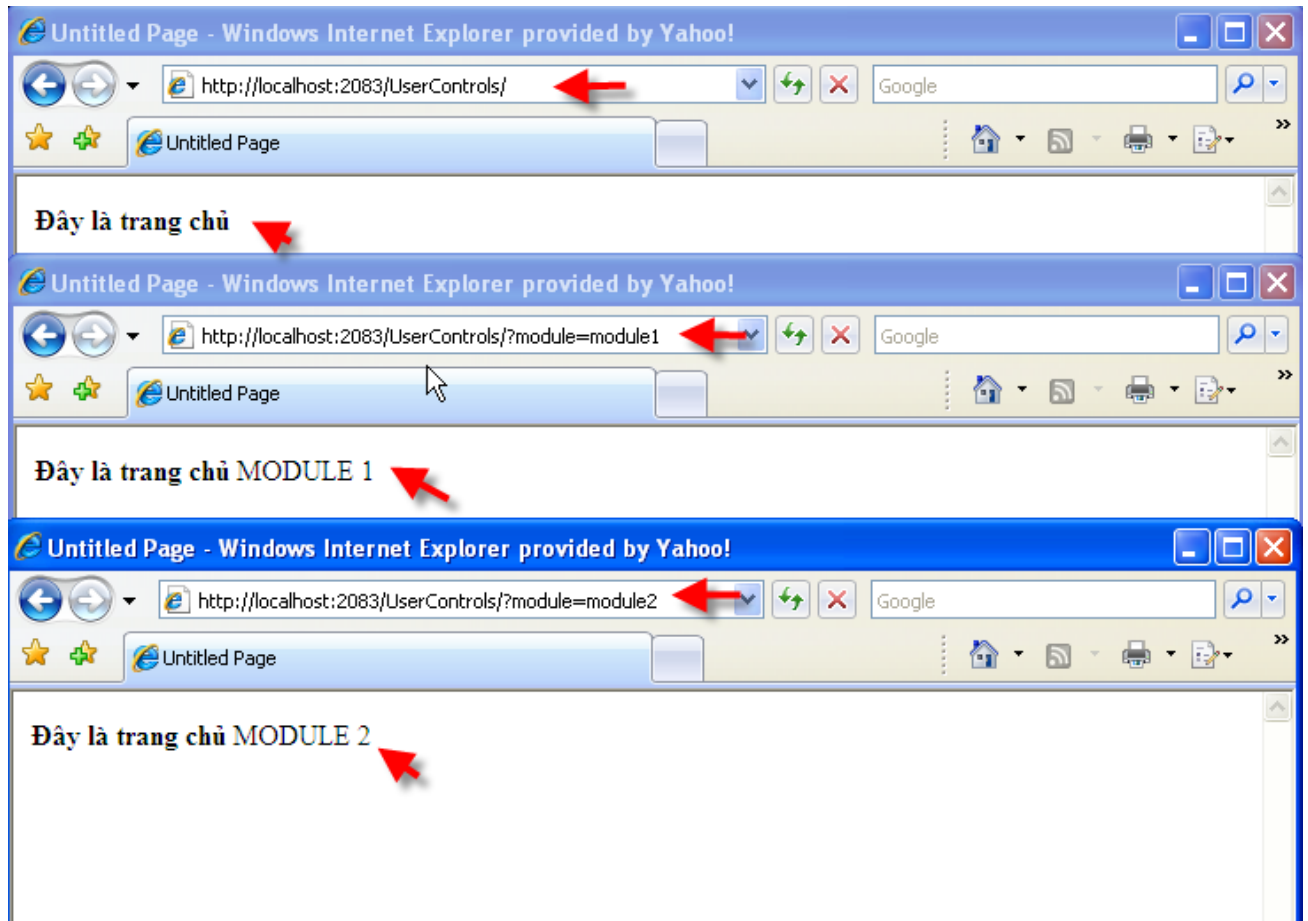 Untitled Page - Windows Internet Explorer provided by Yahoo!
http://localhost:2083/UserControls/
Google
Untitled Page
»
Đây là trang chủ
Untitled Page - Windows Internet Explorer provided by Yahoo!
http://localhost:2083/UserControls/?module=module1
Google
Untitled Page
»
Đây là trang chủ MODULE 1
Untitled Page - Windows Internet Explorer provided by Yahoo!
http://localhost:2083/UserControls/?module=module2
Google
Untitled Page
»
Đây là trang chủ MODULE 2